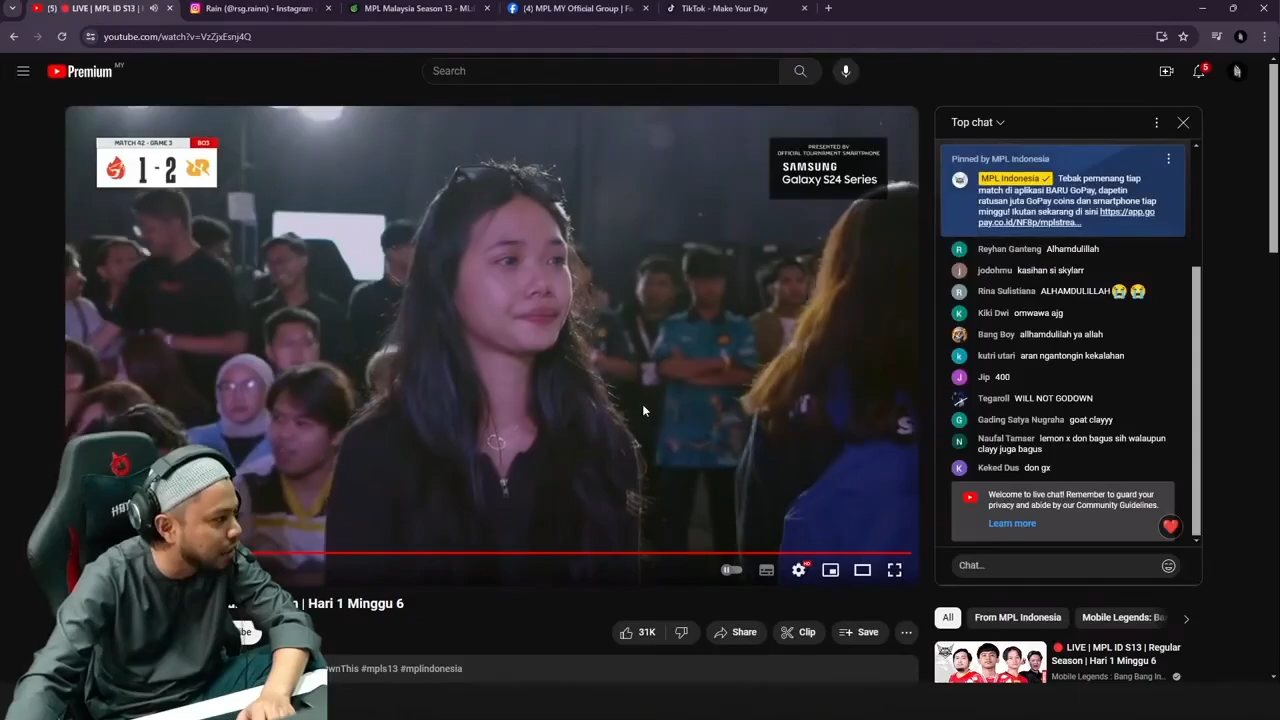 (5) 🔴 LIVE | MPL ID S13 |
Rain (@rsg.rainn) • Instagram
MPL Malaysia Season 13 - ML
(4) MPL MY Official Group | Fa
TikTok - Make Your Day
youtube.com/watch?v=VzZjxEsnj4Q
Premium MY
Search
5
MATCH 42 - GAME 3 BO3
1 - 2
PRESENTED BY
OFFICIAL TOURNAMENT SMARTPHONE
SAMSUNG
Galaxy S24 Series
S
HD
Top chat
Pinned by MPL Indonesia
MPL Indonesia ✓ Tebak pemenang tiap
match di aplikasi BARU GoPay, dapetin
ratusan juta GoPay coins dan smartphone tiap
minggu! Ikutan sekarang di sini https://app.go
pay.co.id/NF8p/mplstrea...
R Reyhan Ganteng Alhamdulillah
j jodohmu kasihan si skylarr
R Rina Sulistiana ALHAMDULILLAH😭 😭
K Kiki Dwi omwawa ajg
Bang Boy allhamdulilah ya allah
k kutri utari aran ngantongin kekalahan
J Jip 400
Tegaroll WILL NOT GODOWN
G Gading Satya Nugraha goat clayyy
N Naufal Tamser lemon x don bagus sih walaupun
clayy juga bagus
K Keked Dus don gx
Welcome to live chat! Remember to guard your
privacy and abide by our Community Guidelines.
Learn more
Chat...
| Hari 1 Minggu 6
31K
Share
Clip
Save
wnThis #mpls13 #mplindonesia
All
From MPL Indonesia
Mobile Legends: Ba
🔴 LIVE | MPL ID S13 | Regular
Season | Hari 1 Minggu 6
Mobile Legends : Bang Bang In...